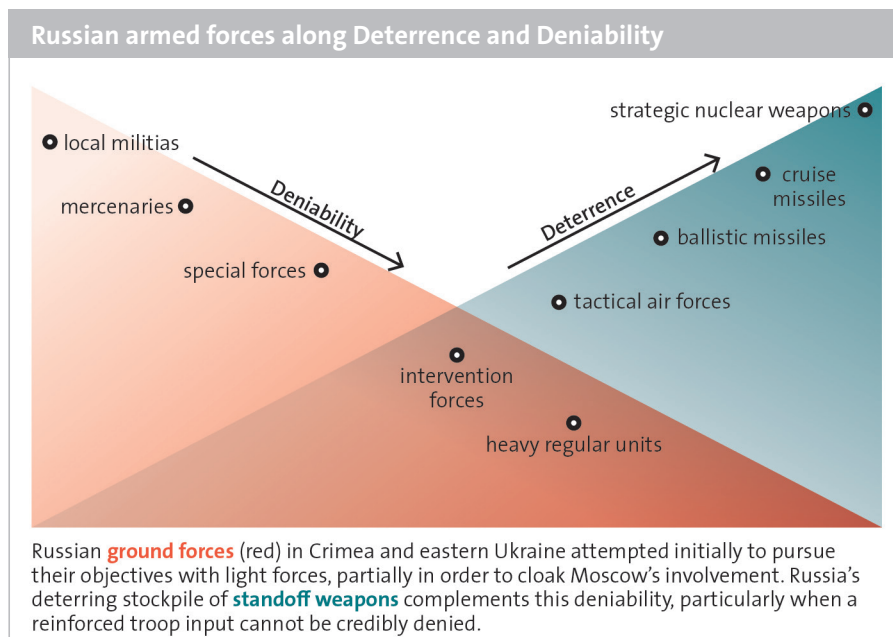 Russian armed forces along Deterrence and Deniability
strategic nuclear weapons
local militias
Deniability
Deterrence
cruise
missiles
mercenaries
ballistic missiles
special forces
tactical air forces
intervention
forces
heavy regular units
Russian ground forces (red) in Crimea and eastern Ukraine attempted initially to pursue
their objectives with light forces, partially in order to cloak Moscow’s involvement. Russia’s
deterring stockpile of standoff weapons complements this deniability, particularly when a
reinforced troop input cannot be credibly denied.